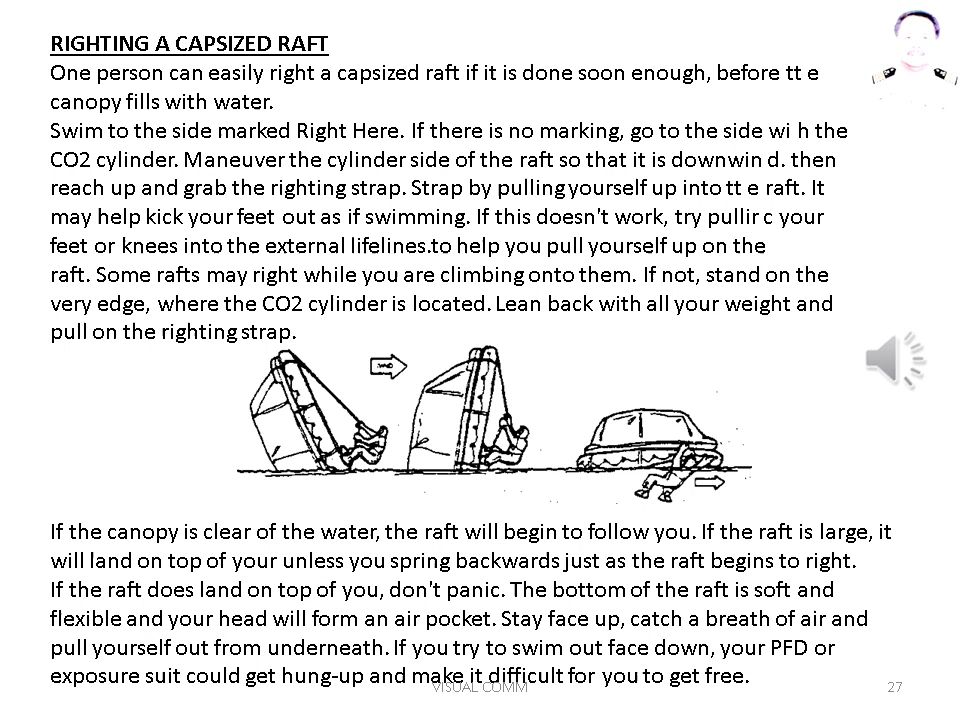 RIGHTING A CAPSIZED RAFT
One person can easily right a capsized raft if it is done soon enough, before tt e
canopy fills with water.
Swim to the side marked Right Here. If there is no marking, go to the side wi h the
CO2 cylinder. Maneuver the cylinder side of the raft so that it is downwin d. then
reach up and grab the righting strap. Strap by pulling yourself up into tt e raft. It
may help kick your feet out as if swimming. If this doesn't work, try pullir c your
feet or knees into the external lifelines.to help you pull yourself up on the
raft. Some rafts may right while you are climbing onto them. If not, stand on the
very edge, where the CO2 cylinder is located. Lean back with all your weight and
pull on the righting strap.
If the canopy is clear of the water, the raft will begin to follow you. If the raft is large, it
will land on top of your unless you spring backwards just as the raft begins to right.
If the raft does land on top of you, don't panic. The bottom of the raft is soft and
flexible and your head will form an air pocket. Stay face up, catch a breath of air and
pull yourself out from underneath. If you try to swim out face down, your PFD or
exposure suit could get hung-up and make it difficult for you to get free.
VISUAL COMM
27